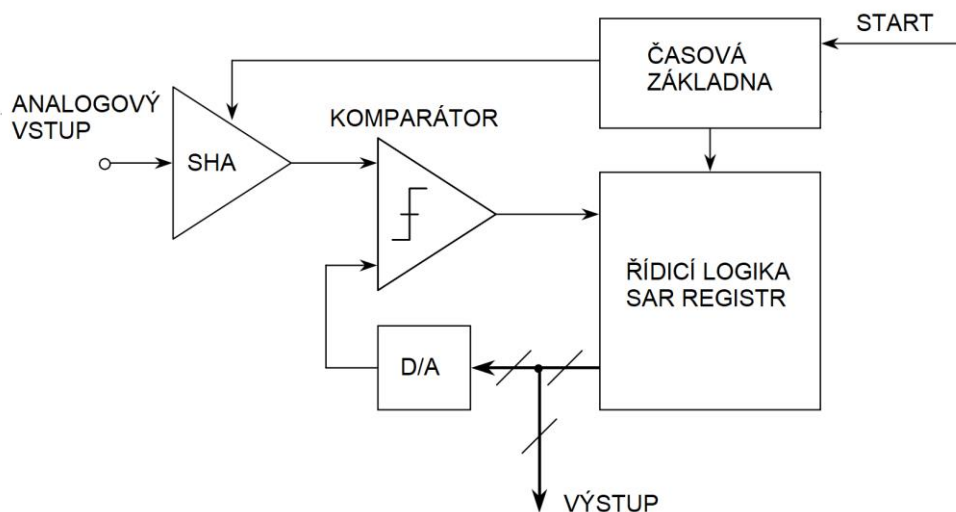 START
ČASOVÁ
ZÁKLADNA
ANALOGOVÝ
VSTUP
KOMPARÁTOR
SHA
ŘÍDICÍ LOGIKA
SAR REGISTR
D/A
VÝSTUP